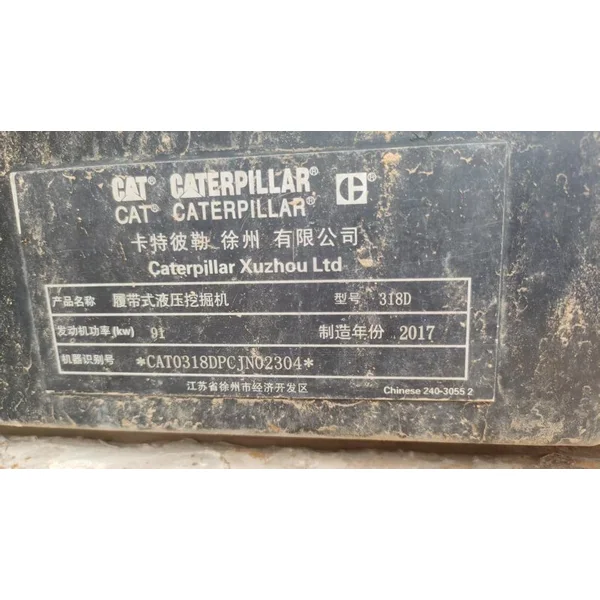 CAT® CATERPILLAR® C®
CAT® CATERPILLAR®
卡特彼勒 徐州 有限公司
Caterpillar Xuzhou Ltd
产品名称 履带式液压挖掘机 型号 318D
发动机功率(kw) 91 制造年份 2017
机器识别号 *CAT0318DPCJN02304*
江苏省徐州市经济开发区 Chinese 240-3055 2